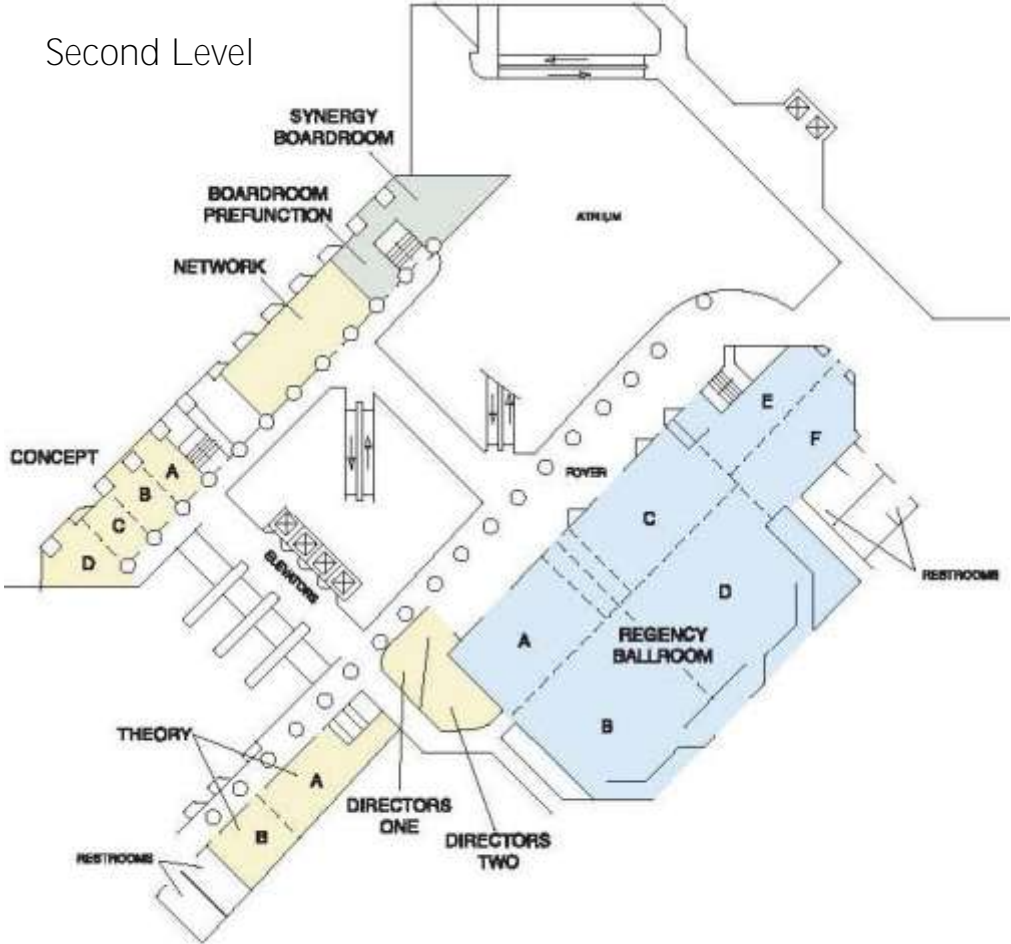 Second Level
SYNERGY
BOARDROOM
BOARDROOM
PREFUNCTION
ATRIUM
NETWORK
E
F
CONCEPT
A
B
C
D
FOYER
C
ELEVATORS
RESTROOMS
D
A
REGENCY
BALLROOM
B
THEORY
A
B
DIRECTORS
ONE
DIRECTORS
TWO
RESTROOMS